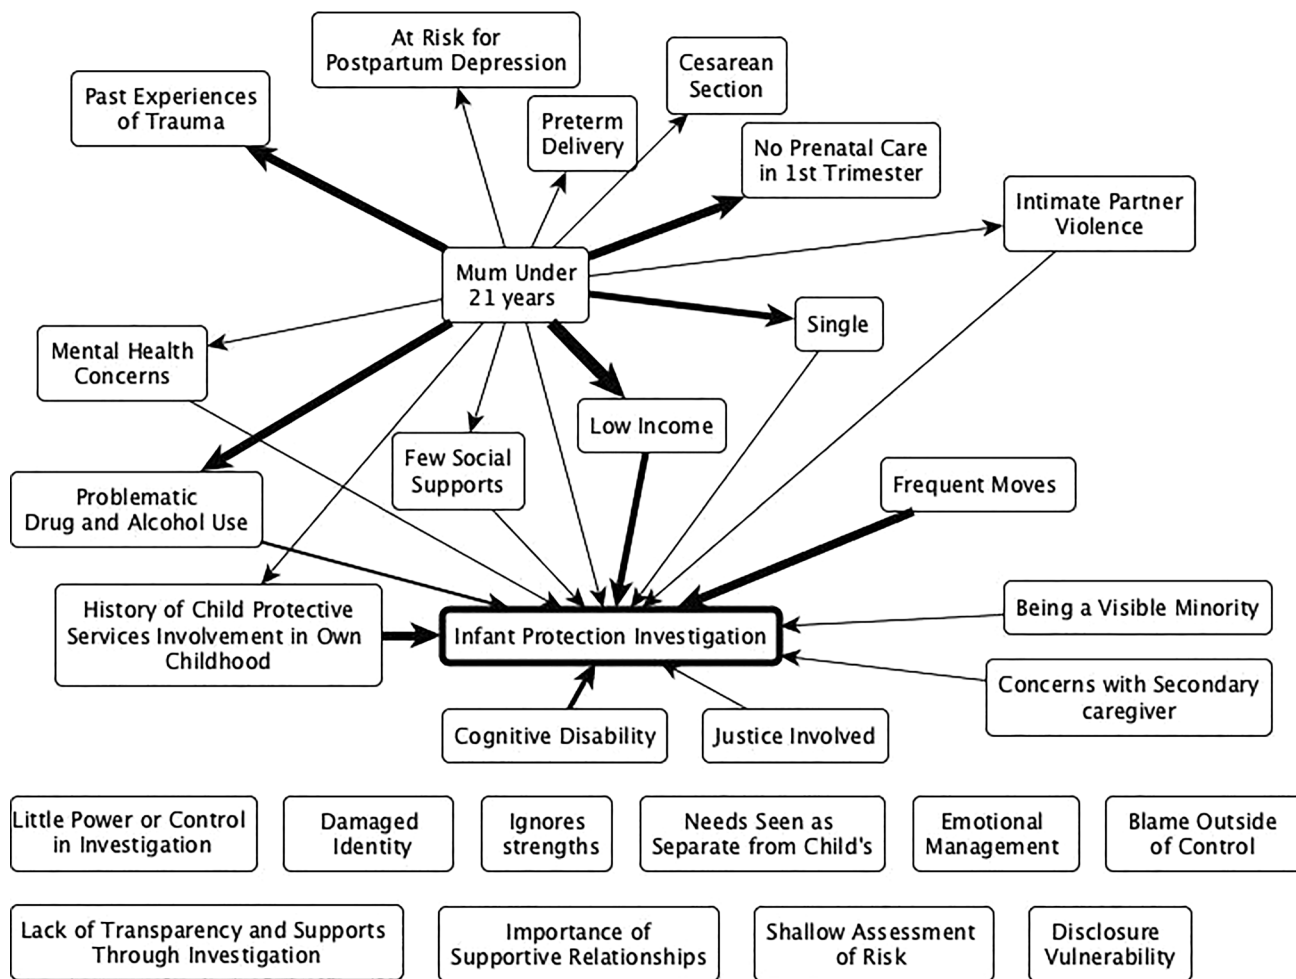 At Risk for
Postpartum Depression
Cesarean
Section
Past Experiences
of Trauma
Preterm
Delivery
No Prenatal Care
in 1st Trimester
Intimate Partner
Violence
Mum Under
21 years
Single
Mental Health
Concerns
Low Income
Few Social
Supports
Frequent Moves
Problematic
Drug and Alcohol Use
History of Child Protective
Services Involvement in Own
Childhood
Infant Protection Investigation
Being a Visible Minority
Concerns with Secondary
caregiver
Cognitive Disability
Justice Involved
Little Power or Control
in Investigation
Damaged
Identity
Ignores
strengths
Needs Seen as
Separate from Child's
Emotional
Management
Blame Outside
of Control
Lack of Transparency and Supports
Through Investigation
Importance of
Supportive Relationships
Shallow Assessment
of Risk
Disclosure
Vulnerability